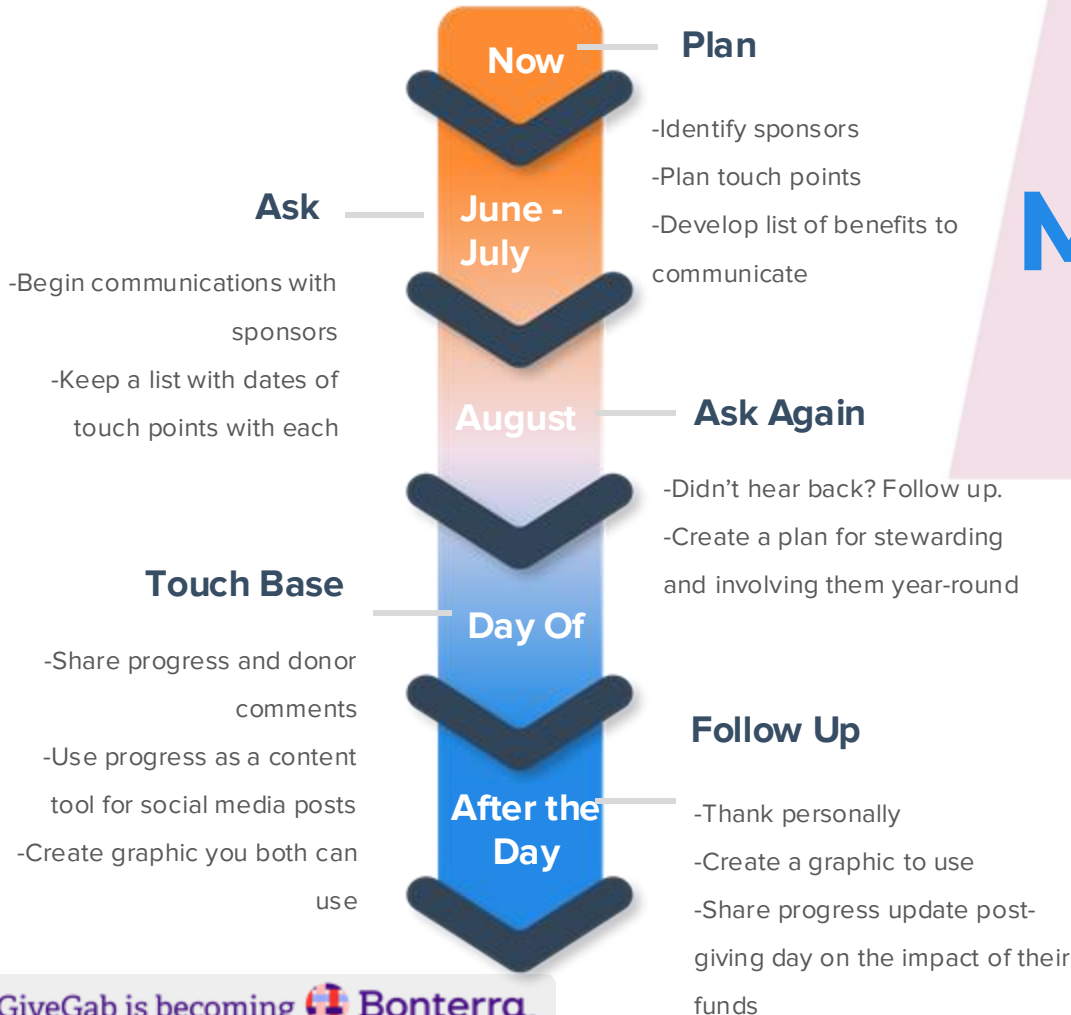 Now
Plan
-Identify sponsors
-Plan touch points
-Develop list of benefits to
communicate
Ask
June -
July
-Begin communications with
sponsors
-Keep a list with dates of
touch points with each
August
Ask Again
-Didn’t hear back? Follow up.
-Create a plan for stewarding
and involving them year-round
Touch Base
Day Of
-Share progress and donor
comments
-Use progress as a content
tool for social media posts
-Create graphic you both can
use
Follow Up
After the
Day
-Thank personally
-Create a graphic to use
-Share progress update post-
giving day on the impact of their
funds
GiveGab is becoming Bonterra